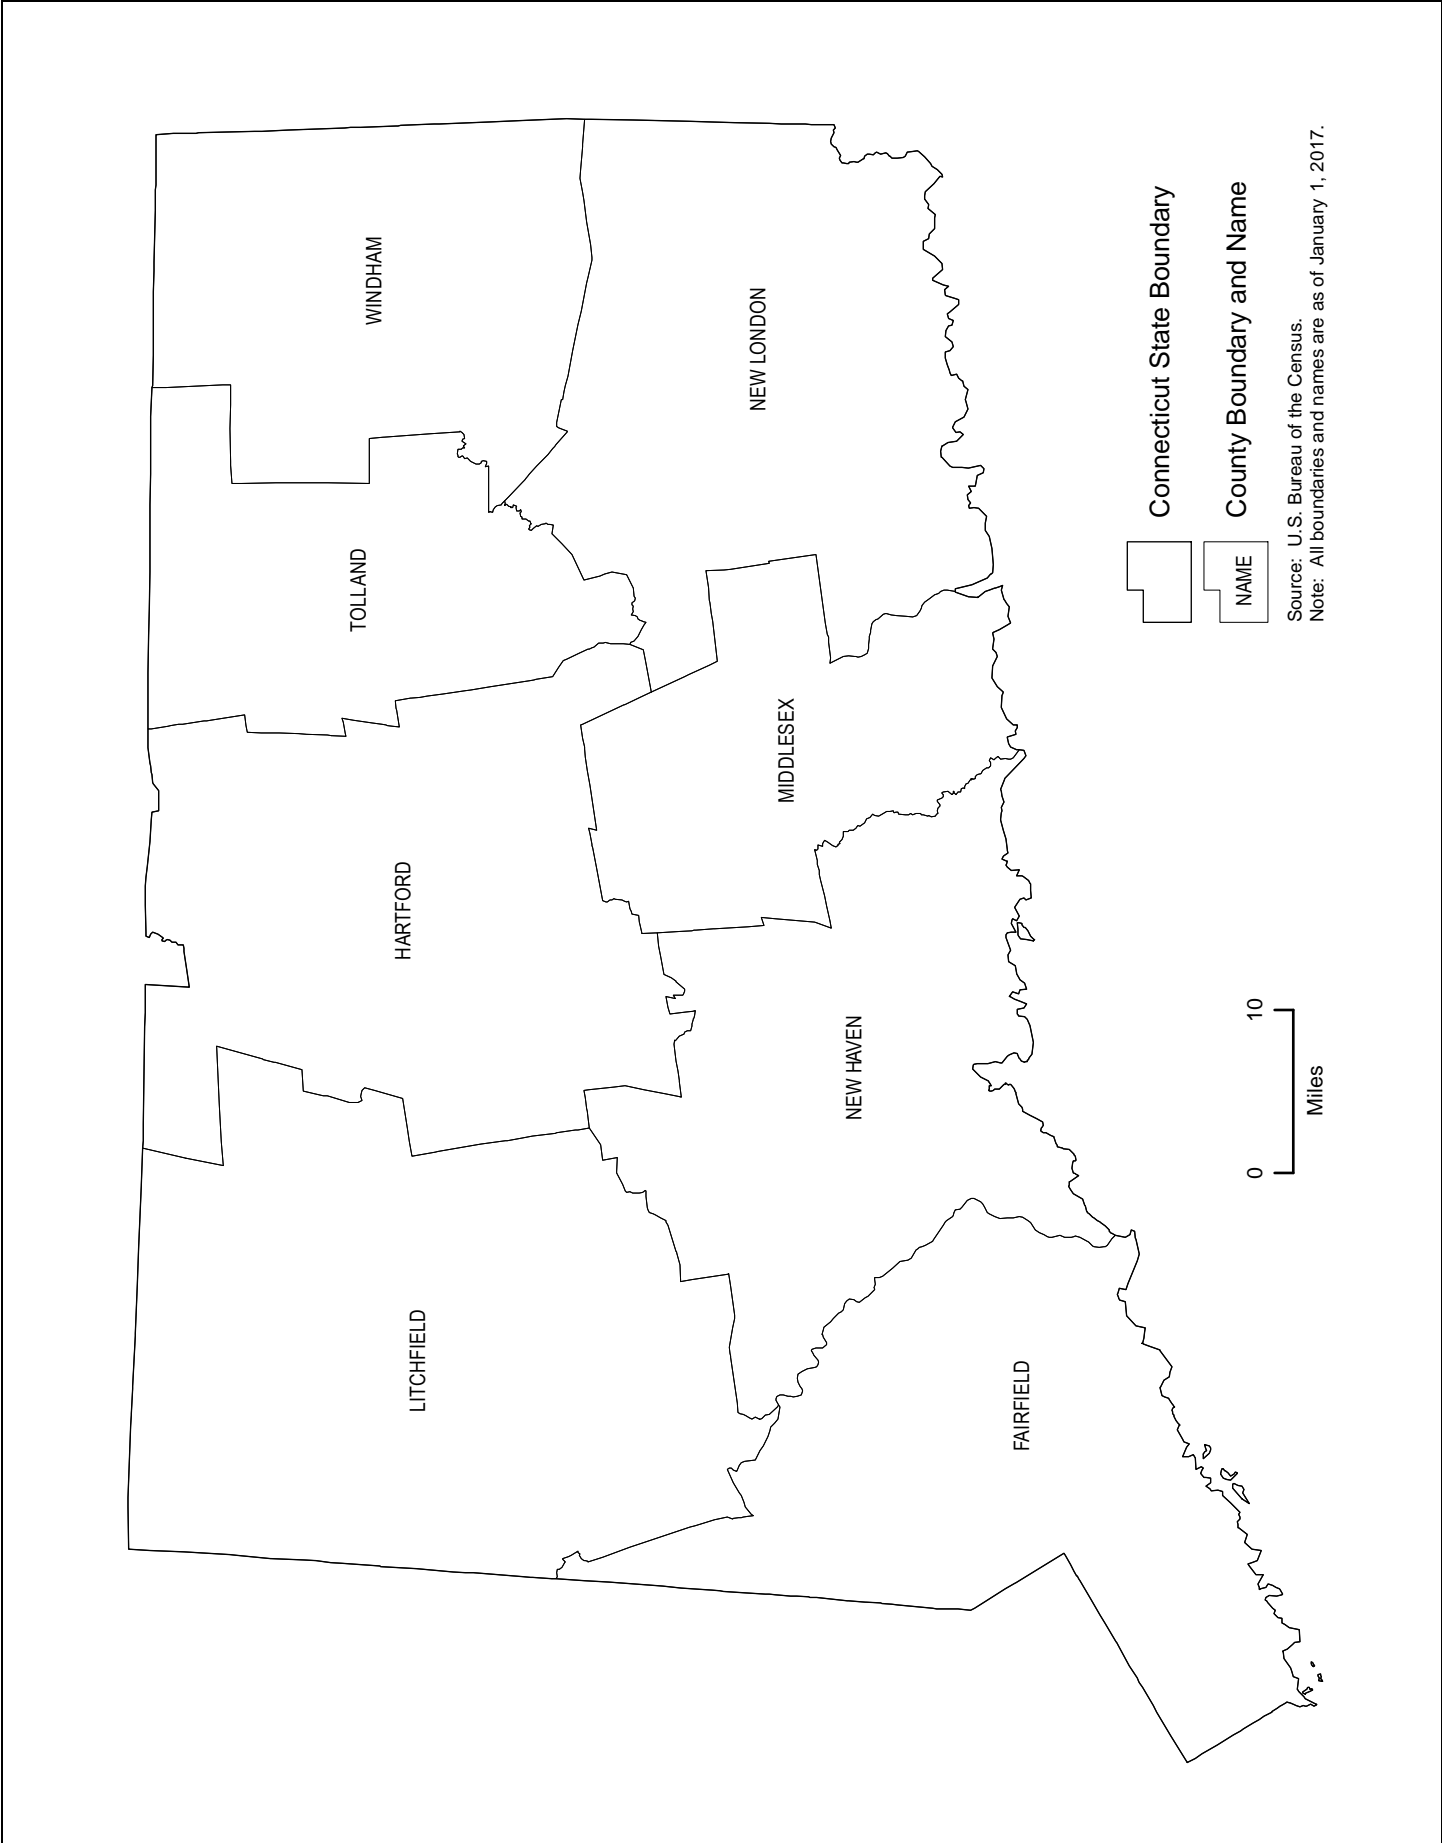 LITCHFIELD
HARTFORD
TOLLAND
WINDHAM
FAIRFIELD
NEW HAVEN
MIDDLESEX
NEW LONDON
0 10
Miles
Connecticut State Boundary
NAME
County Boundary and Name
Source: U.S. Bureau of the Census.
Note: All boundaries and names are as of January 1, 2017.